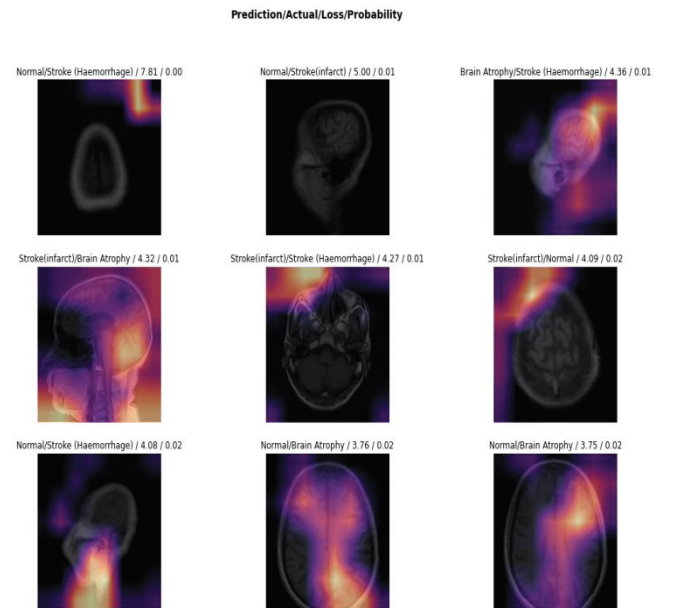 Prediction/Actual/Loss/Probability
Normal/Stroke (Haemorrhage) / 7.81 / 0.00
Normal/Stroke(infarct) / 5.00 / 0.01
Brain Atrophy/Stroke (Haemorrhage) / 4.36 / 0.01
Stroke(infarct)/Brain Atrophy / 4.32 / 0.01
Stroke(infarct)/Stroke (Haemorrhage) / 4.27 / 0.01
Stroke(infarct)/Normal / 4.09 / 0.02
Normal/Stroke (Haemorrhage) / 4.08 / 0.02
Normal/Brain Atrophy / 3.76 / 0.02
Normal/Brain Atrophy / 3.75 / 0.02